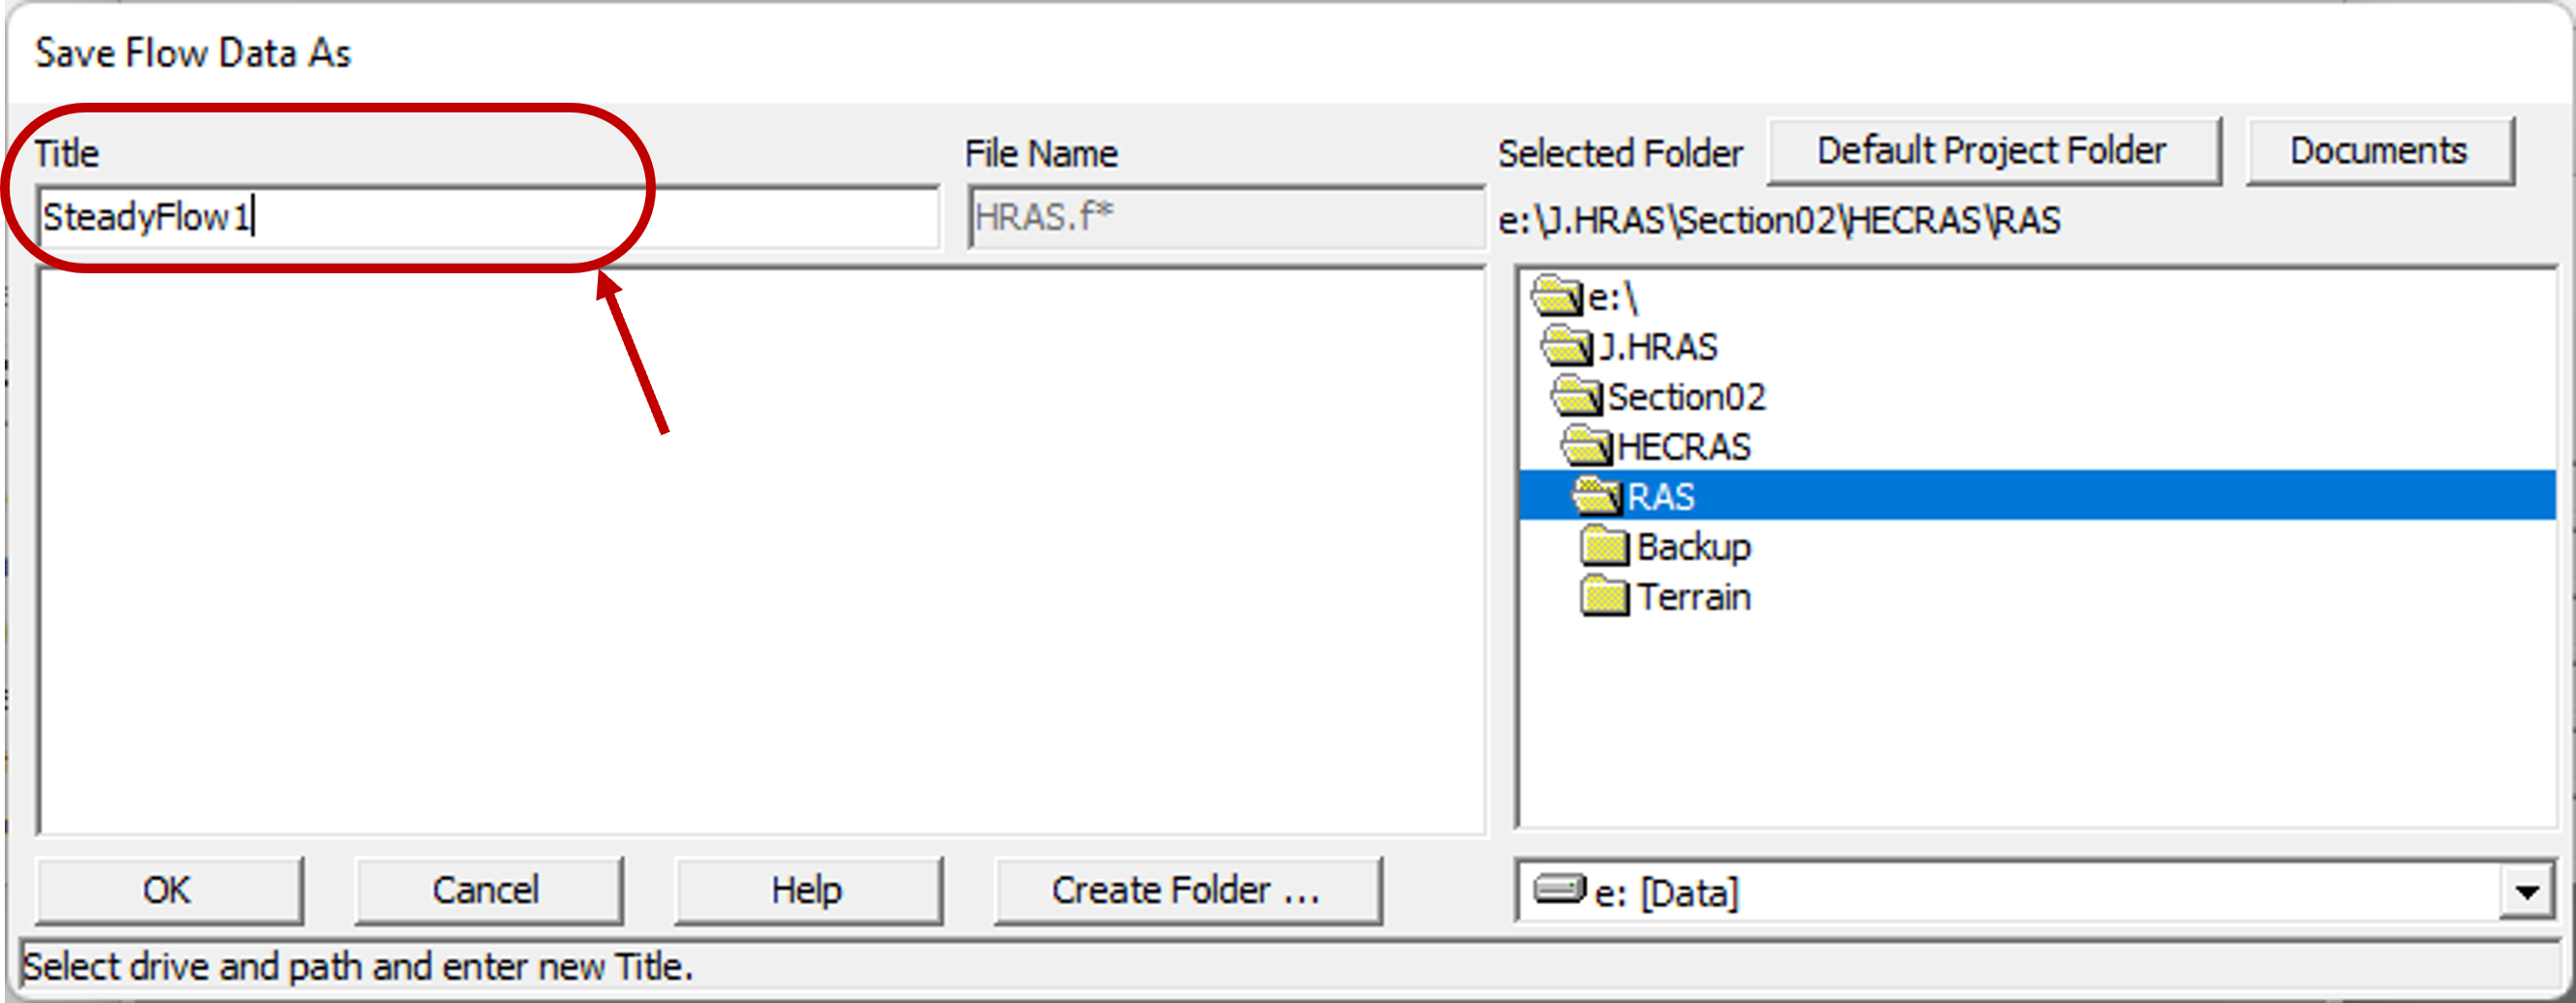 Save Flow Data As
Title
File Name
Selected Folder
Default Project Folder
Documents
SteadyFlow1
HRAS.f*
e:\J.HRAS\Section02\HECRAS\RAS
e:\
J.HRAS
Section02
HECRAS
RAS
Backup
Terrain
OK
Cancel
Help
Create Folder ...
e: [Data]
Select drive and path and enter new Title.